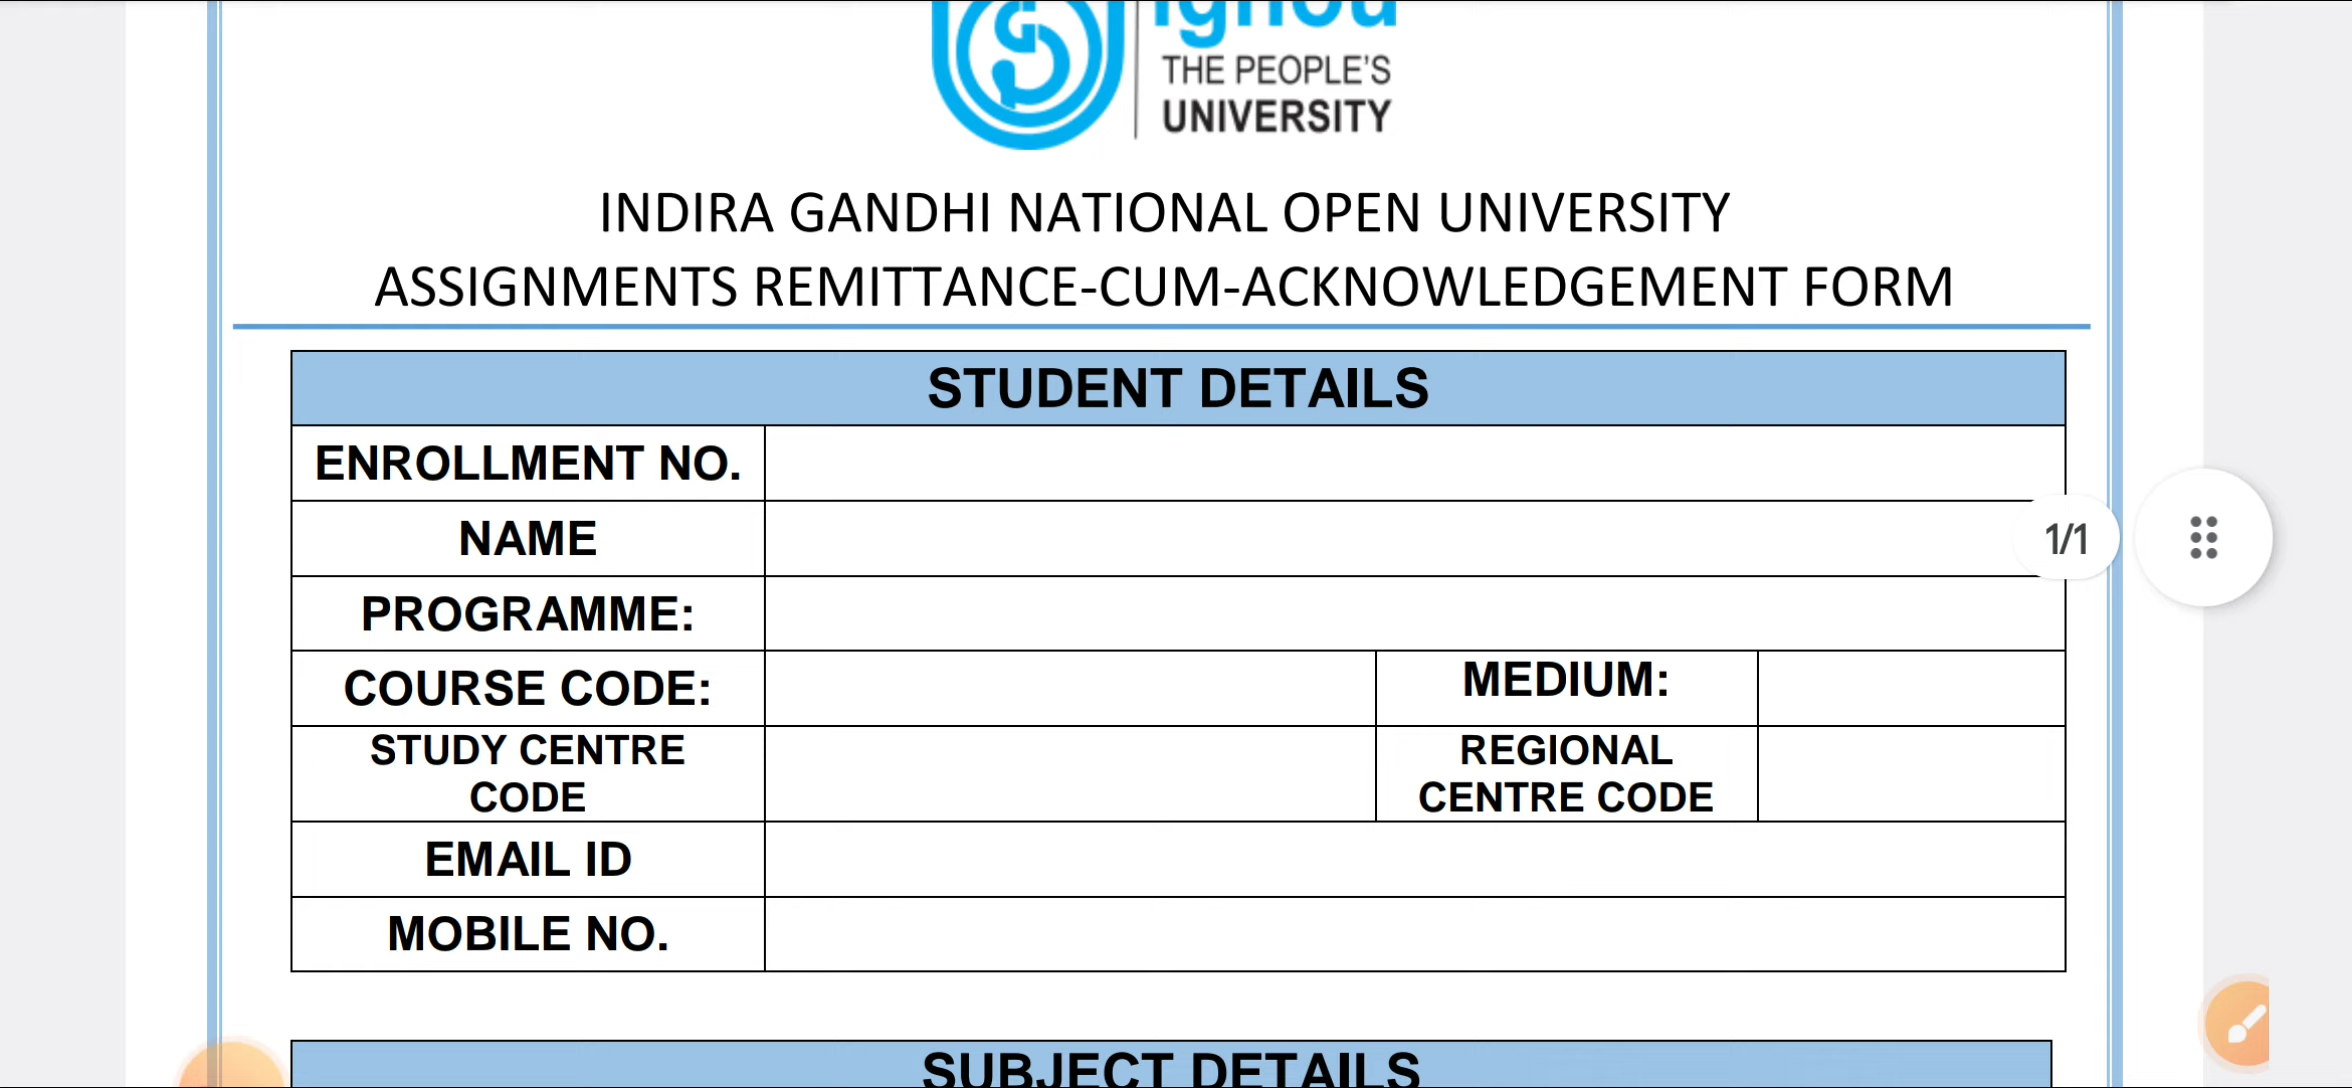 ignou
THE PEOPLE'S
UNIVERSITY
INDIRA GANDHI NATIONAL OPEN UNIVERSITY
ASSIGNMENTS REMITTANCE-CUM-ACKNOWLEDGEMENT FORM
STUDENT DETAILS
ENROLLMENT NO.
NAME
1/1
PROGRAMME:
COURSE CODE:
MEDIUM:
STUDY CENTRE
CODE
REGIONAL
CENTRE CODE
EMAIL ID
MOBILE NO.
SUBJECT DETAILS